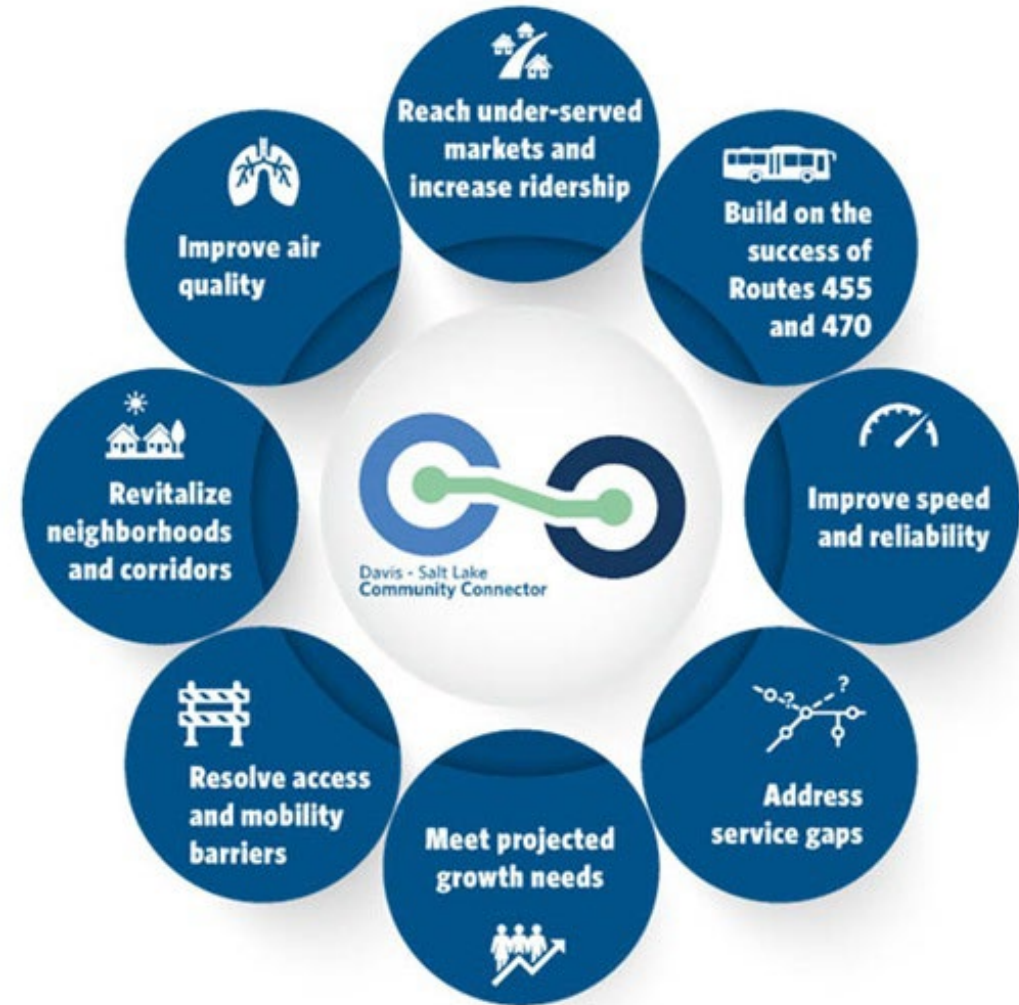 Reach under-served
markets and
increase ridership
Build on the
success of
Routes 455
and 470
Improve speed
and reliability
?
?
Address
service gaps
Meet projected
growth needs
Resolve access
and mobility
barriers
Revitalize
neighborhoods
and corridors
Improve air
quality
Davis - Salt Lake
Community Connector